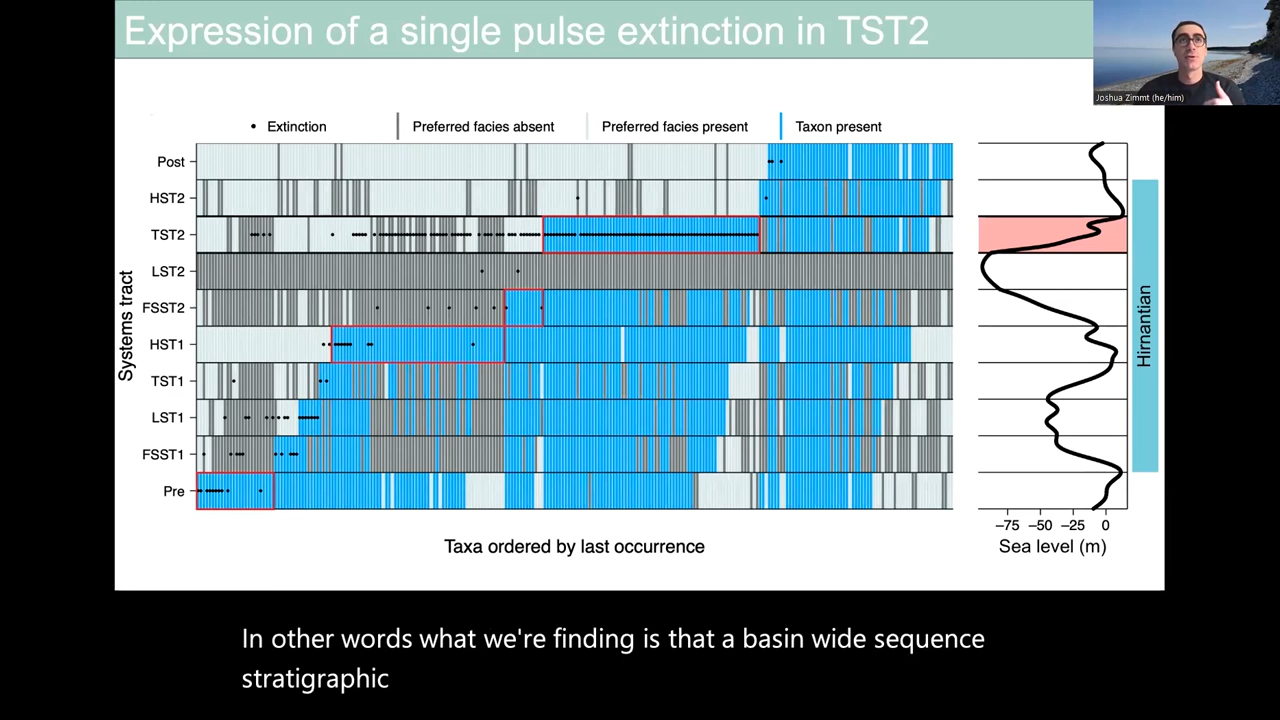 Expression of a single pulse extinction in TST2
Joshua Zimmt (he/him)
Extinction
Preferred facies absent
Preferred facies present
Taxon present
Systems tract
Post
HST2
TST2
LST2
FSST2
HST1
TST1
LST1
FSST1
Pre
Taxa ordered by last occurrence
Hirnantian
−75 −50 −25 0
Sea level (m)
In other words what we're finding is that a basin wide sequence
stratigraphic